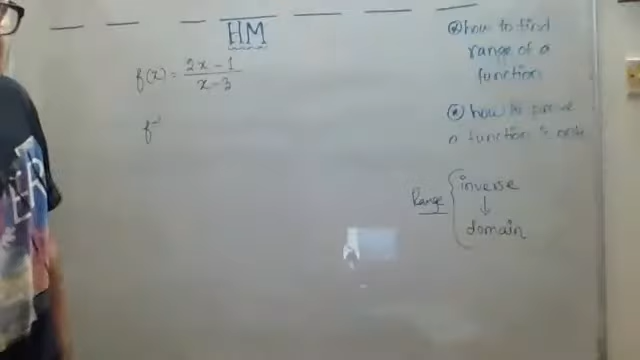 HM
f(x) = 2x - 1 / x - 3
f⁻¹
* how to find
range of a
function
* how to prove
a function is onto
Range { inverse
↓
domain